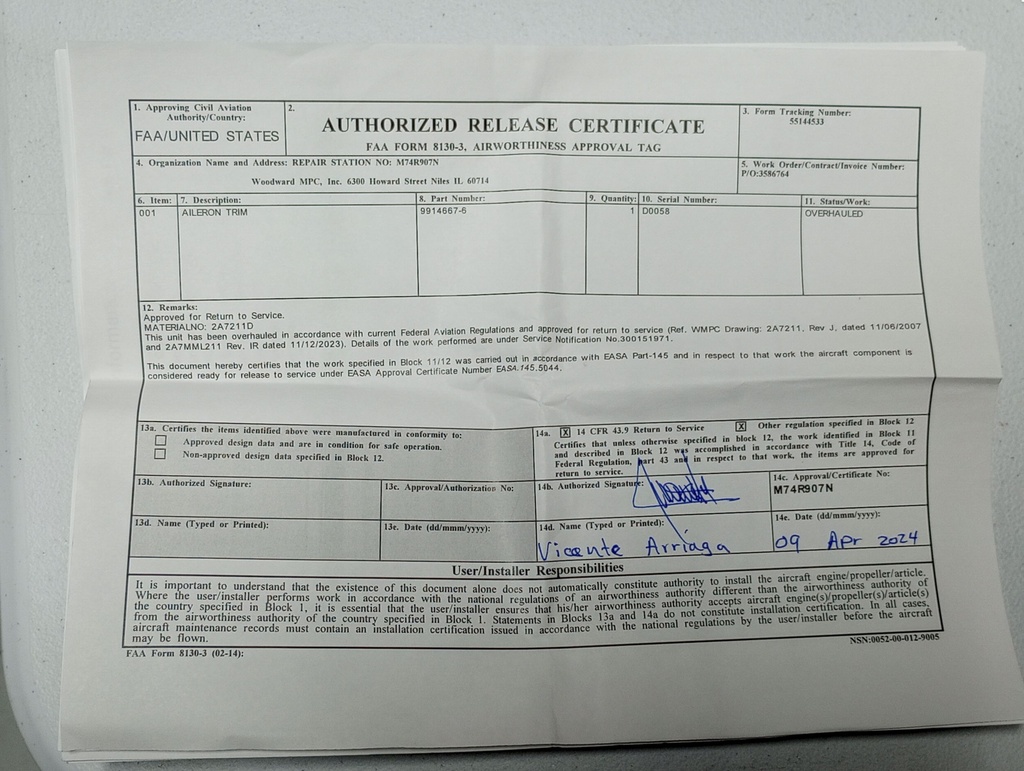 1. Approving Civil Aviation
Authority/Country:
FAA/UNITED STATES
2.
AUTHORIZED RELEASE CERTIFICATE
FAA FORM 8130-3, AIRWORTHINESS APPROVAL TAG
3. Form Tracking Number:
55144533
4. Organization Name and Address: REPAIR STATION NO: M74R907N
Woodward MPC, Inc. 6300 Howard Street Niles IL 60714
5. Work Order/Contract/Invoice Number:
P/O:3586764
6. Item: 7. Description: 8. Part Number: 9. Quantity: 10. Serial Number: 11. Status/Work:
001 AILERON TRIM 9914667-6 1 D0058 OVERHAULED
12. Remarks:
Approved for Return to Service.
MATERIALNO: 2A7211D
This unit has been overhauled in accordance with current Federal Aviation Regulations and approved for return to service (Ref. WMPC Drawing: 2A7211, Rev J, dated 11/06/2007
and 2A7MML211 Rev. IR dated 11/12/2023). Details of the work performed are under Service Notification No.300151971.
This document hereby certifies that the work specified in Block 11/12 was carried out in accordance with EASA Part-145 and in respect to that work the aircraft component is
considered ready for release to service under EASA Approval Certificate Number EASA.145.5044.
13a. Certifies the items identified above were manufactured in conformity to:
Approved design data and are in condition for safe operation.
Non-approved design data specified in Block 12.
14a. X 14 CFR 43.9 Return to Service X Other regulation specified in Block 12
Certifies that unless otherwise specified in block 12, the work identified in Block 11
and described in Block 12 was accomplished in accordance with Title 14, Code of
Federal Regulation, part 43 and in respect to that work, the items are approved for
return to service.
13b. Authorized Signature:
13c. Approval/Authorization No:
14b. Authorized Signature:
14c. Approval/Certificate No:
M74R907N
13d. Name (Typed or Printed):
13e. Date (dd/mmm/yyyy):
14d. Name (Typed or Printed):
Vicente Arriaga
14e. Date (dd/mmm/yyyy):
09 Apr 2024
User/Installer Responsibilities
It is important to understand that the existence of this document alone does not automatically constitute authority to install the aircraft engine/propeller/article.
Where the user/installer performs work in accordance with the national regulations of an airworthiness authority different than the airworthiness authority of
the country specified in Block 1, it is essential that the user/installer ensures that his/her airworthiness authority accepts aircraft engine(s)/propeller(s)/article(s)
from the airworthiness authority of the country specified in Block 1. Statements in Blocks 13a and 14a do not constitute installation certification. In all cases.
aircraft maintenance records must contain an installation certification issued in accordance with the national regulations by the user/installer before the aircraft
may be flown.
FAA Form 8130-3 (02-14):
NSN:0052-00-012-9005